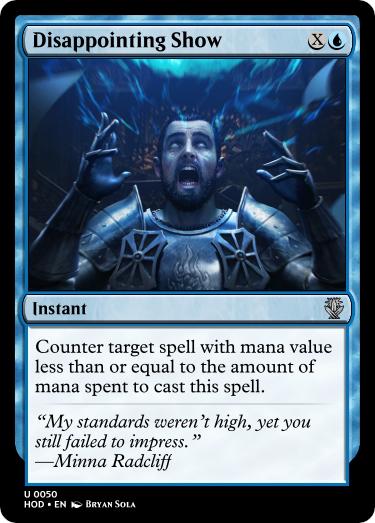 Disappointing Show X
Instant
Counter target spell with mana value
less than or equal to the amount of
mana spent to cast this spell.
“My standards weren’t high, yet you
still failed to impress.”
—Minna Radcliff
U 0050
HOD • EN Bryan Sola